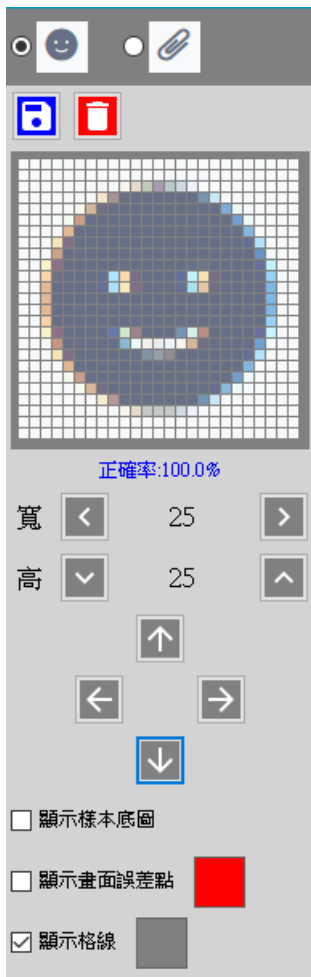 正確率:100.0%
寬 25
高 25
顯示樣本底圖
顯示畫面誤差點
顯示格線